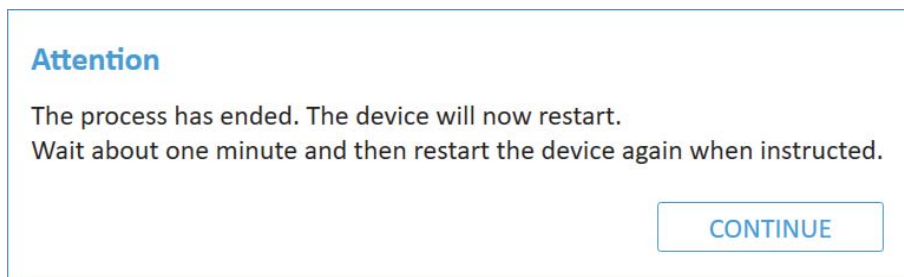 Attention
The process has ended. The device will now restart.
Wait about one minute and then restart the device again when instructed.
CONTINUE